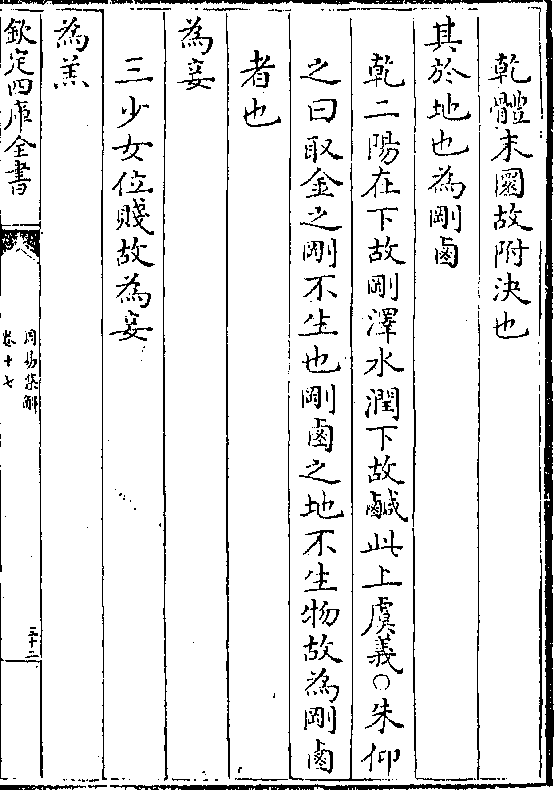 乾體末圜故附決也
其於地也為剛鹵
乾二陽在下故剛澤水潤下故鹹此上虞義○朱仰
之曰取金之剛不生也剛鹵之地不生物故為剛鹵
者也
為妾
三少女位賤故為妾
為羔
欽定四庫全書
周易集解
卷十七
三十二